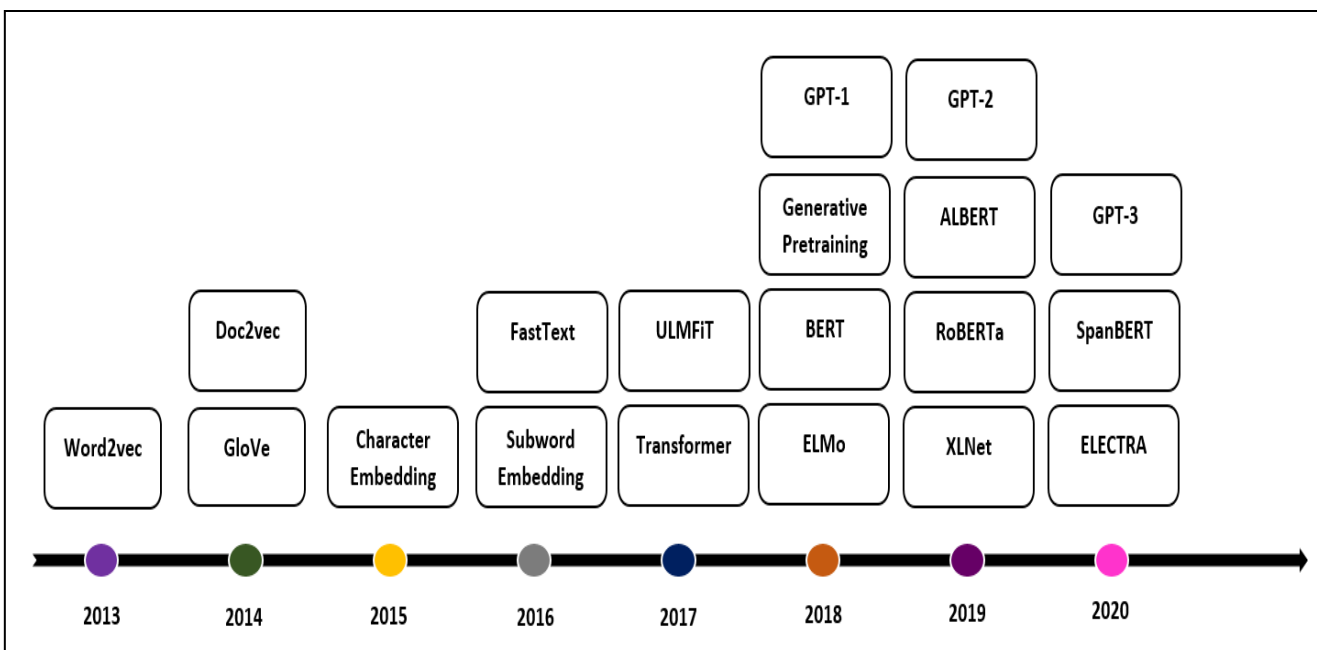 GPT-1
GPT-2
Generative
Pretraining
ALBERT
GPT-3
Doc2vec
FastText
ULMFiT
BERT
RoBERTa
SpanBERT
Word2vec
GloVe
Character
Embedding
Subword
Embedding
Transformer
ELMo
XLNet
ELECTRA
2013
2014
2015
2016
2017
2018
2019
2020